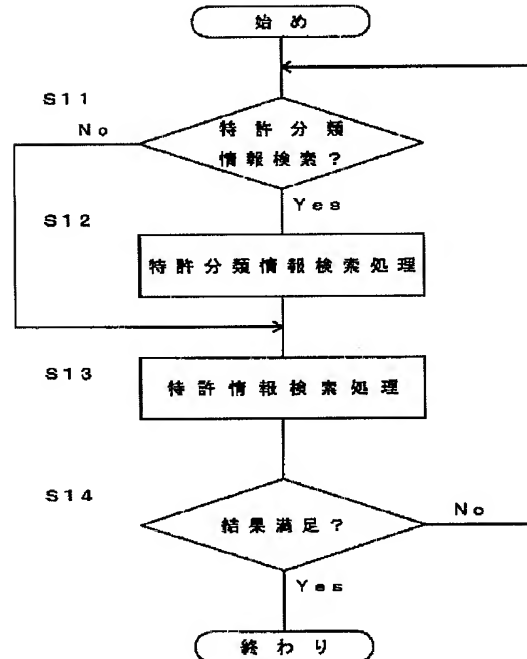 始め
S11
No
特許分類
情報検索?
Yes
S12
特許分類情報検索処理
S13
特許情報検索処理
S14
結果満足?
No
Yes
終わり